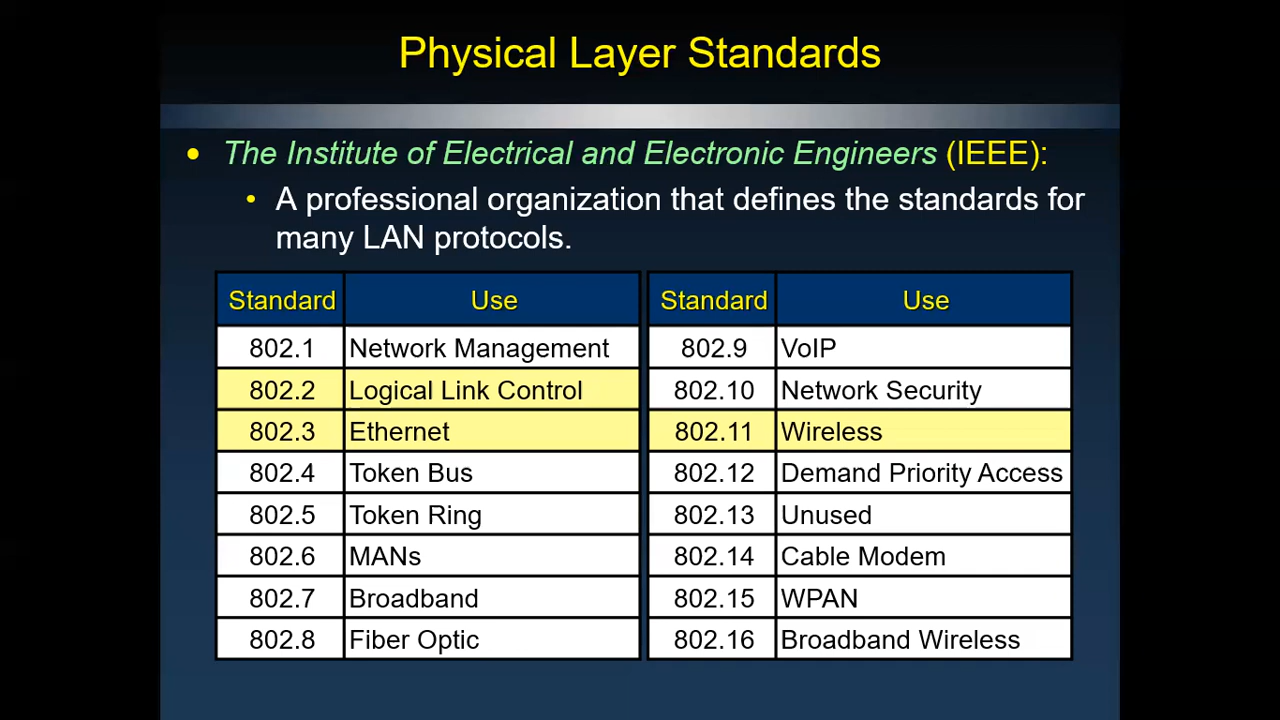 Physical Layer Standards
• The Institute of Electrical and Electronic Engineers (IEEE):
• A professional organization that defines the standards for
many LAN protocols.
Standard Use Standard Use
802.1 Network Management 802.9 VoIP
802.2 Logical Link Control 802.10 Network Security
802.3 Ethernet 802.11 Wireless
802.4 Token Bus 802.12 Demand Priority Access
802.5 Token Ring 802.13 Unused
802.6 MANs 802.14 Cable Modem
802.7 Broadband 802.15 WPAN
802.8 Fiber Optic 802.16 Broadband Wireless